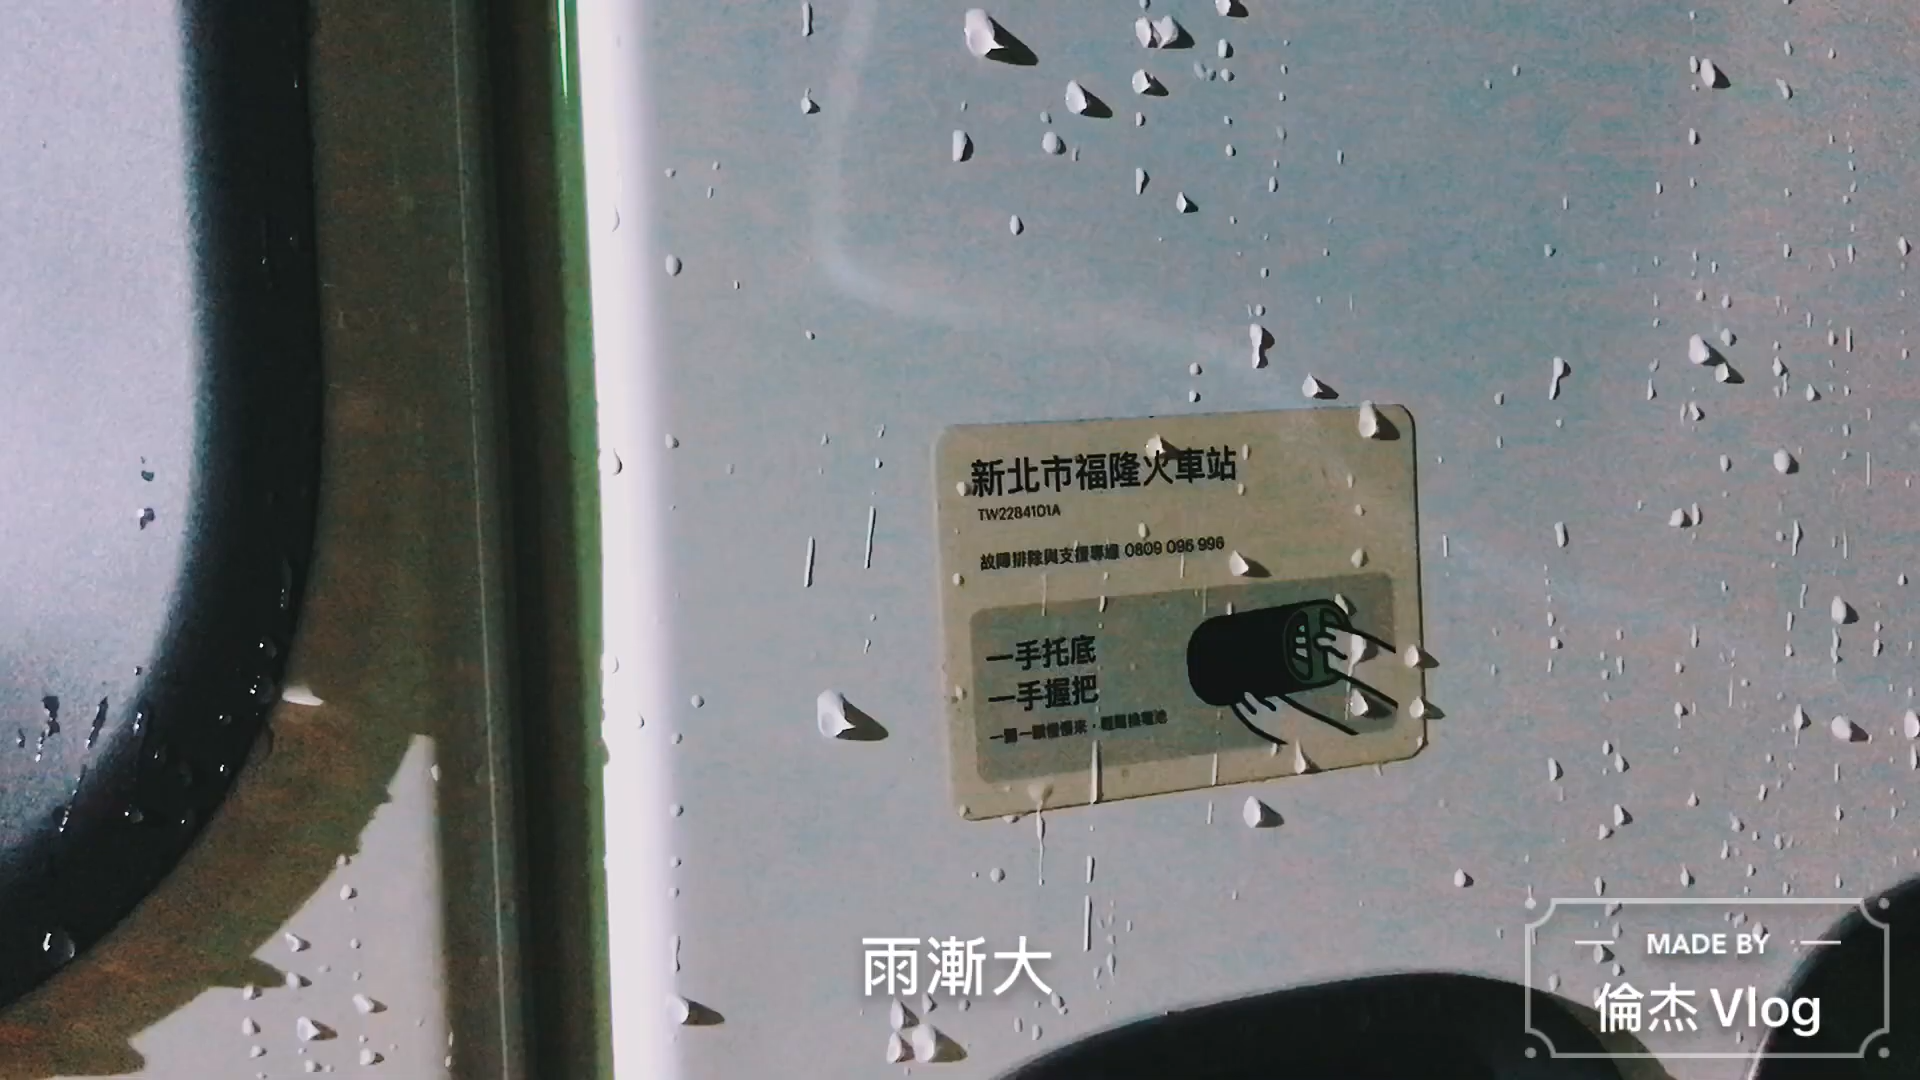 新北市福隆火車站
TW2284101A
故障排除與支援專線 0809 096 996
一手托底
一手握把
雨漸大
MADE BY
倫杰 Vlog